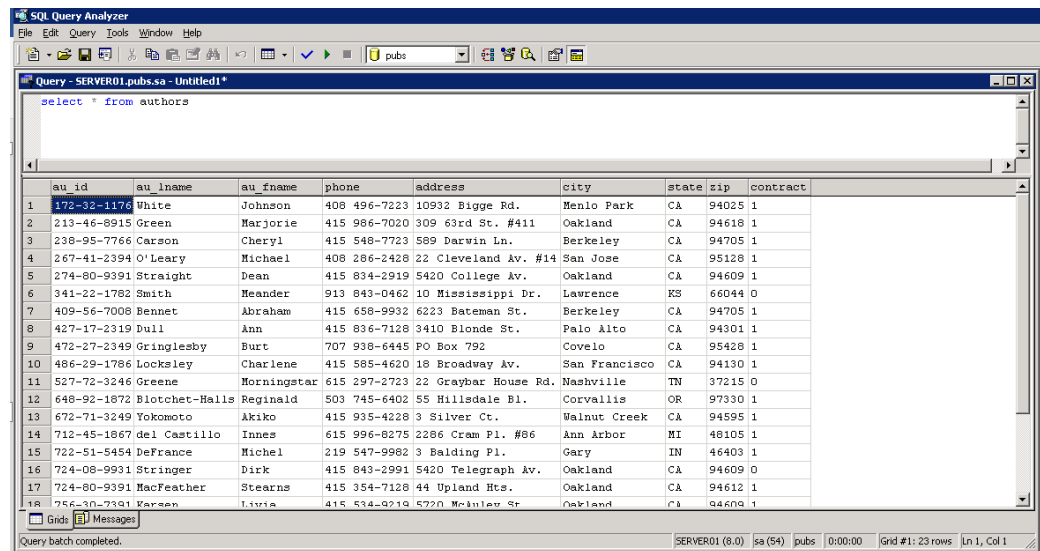 SQL Query Analyzer
File Edit Query Tools Window Help
pubs
Query - SERVER01.pubs.sa - Untitled1*
select * from authors
au_id au_lname au_fname phone address city state zip contract
1 172-32-1176 White Johnson 408 496-7223 10932 Bigge Rd. Menlo Park CA 94025 1
2 213-46-8915 Green Marjorie 415 986-7020 309 63rd St. #411 Oakland CA 94618 1
3 238-95-7766 Carson Cheryl 415 548-7723 589 Darwin Ln. Berkeley CA 94705 1
4 267-41-2394 O'Leary Michael 408 286-2428 22 Cleveland Av. #14 San Jose CA 95128 1
5 274-80-9391 Straight Dean 415 834-2919 5420 College Av. Oakland CA 94609 1
6 341-22-1782 Smith Meander 913 843-0462 10 Mississippi Dr. Lawrence KS 66044 0
7 409-56-7008 Bennet Abraham 415 658-9932 6223 Bateman St. Berkeley CA 94705 1
8 427-17-2319 Dull Ann 415 836-7128 3410 Blonde St. Palo Alto CA 94301 1
9 472-27-2349 Gringlesby Burt 707 938-6445 PO Box 792 Covelo CA 95428 1
10 486-29-1786 Locksley Charlene 415 585-4620 18 Broadway Av. San Francisco CA 94130 1
11 527-72-3246 Greene Morningstar 615 297-2723 22 Graybar House Rd. Nashville TN 37215 0
12 648-92-1872 Blotchet-Halls Reginald 503 745-6402 55 Hillsdale Bl. Corvallis OR 97330 1
13 672-71-3249 Yokomoto Akiko 415 935-4228 3 Silver Ct. Walnut Creek CA 94595 1
14 712-45-1867 del Castillo Innes 615 996-8275 2286 Cram Pl. #86 Ann Arbor MI 48105 1
15 722-51-5454 DeFrance Michel 219 547-9982 3 Balding Pl. Gary IN 46403 1
16 724-08-9931 Stringer Dirk 415 843-2991 5420 Telegraph Av. Oakland CA 94609 0
17 724-80-9391 MacFeather Stearns 415 354-7128 44 Upland Hts. Oakland CA 94612 1
18 756-30-7391 Karsen Livia 415 534-9219 5720 McAuley St. Oakland CA 94609 1
Grids Messages
Query batch completed. SERVER01 (8.0) sa (54) pubs 0:00:00 Grid #1: 23 rows Ln 1, Col 1